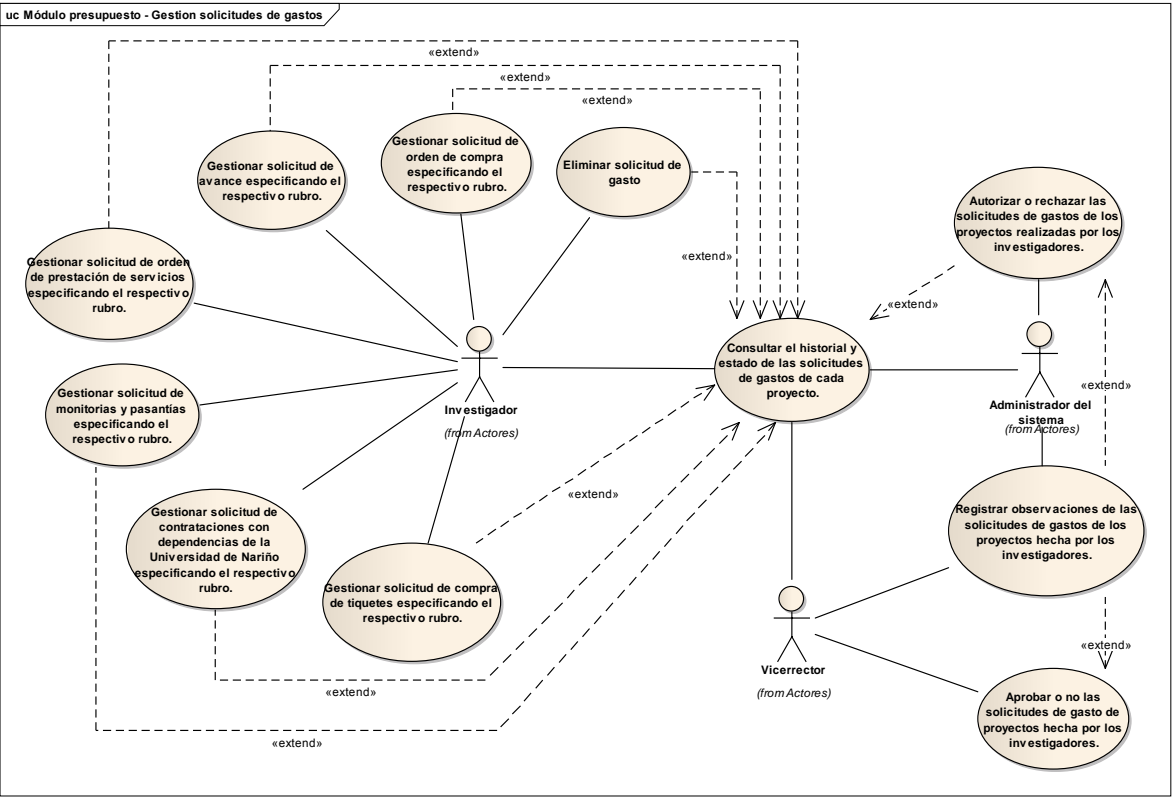 uc Módulo presupuesto - Gestion solicitudes de gastos
«extend»
«extend»
«extend»
Gestionar solicitud de
avance especificando el
respectivo rubro.
Gestionar solicitud de
orden de compra
especificando el
respectivo rubro.
Eliminar solicitud de
gasto
Autorizar o rechazar las
solicitudes de gastos de los
proyectos realizadas por los
investigadores.
Gestionar solicitud de orden
de prestación de servicios
especificando el respectivo
rubro.
«extend»
«extend»
Consultar el historial y
estado de las solicitudes
de gastos de cada
proyecto.
Gestionar solicitud de
monitorias y pasantías
especificando el
respectivo rubro.
Investigador
(from Actores)
Administrador del
sistema
(from Actores)
«extend»
Gestionar solicitud de
contrataciones con
dependencias de la
Universidad de Nariño
especificando el respectivo
rubro.
«extend»
Registrar observaciones de las
solicitudes de gastos de los
proyectos hecha por los
investigadores.
Gestionar solicitud de compra
de tiquetes especificando el
respectivo rubro.
«extend»
Vicerrector
(from Actores)
«extend»
«extend»
Aprobar o no las
solicitudes de gasto de
proyectos hecha por los
investigadores.